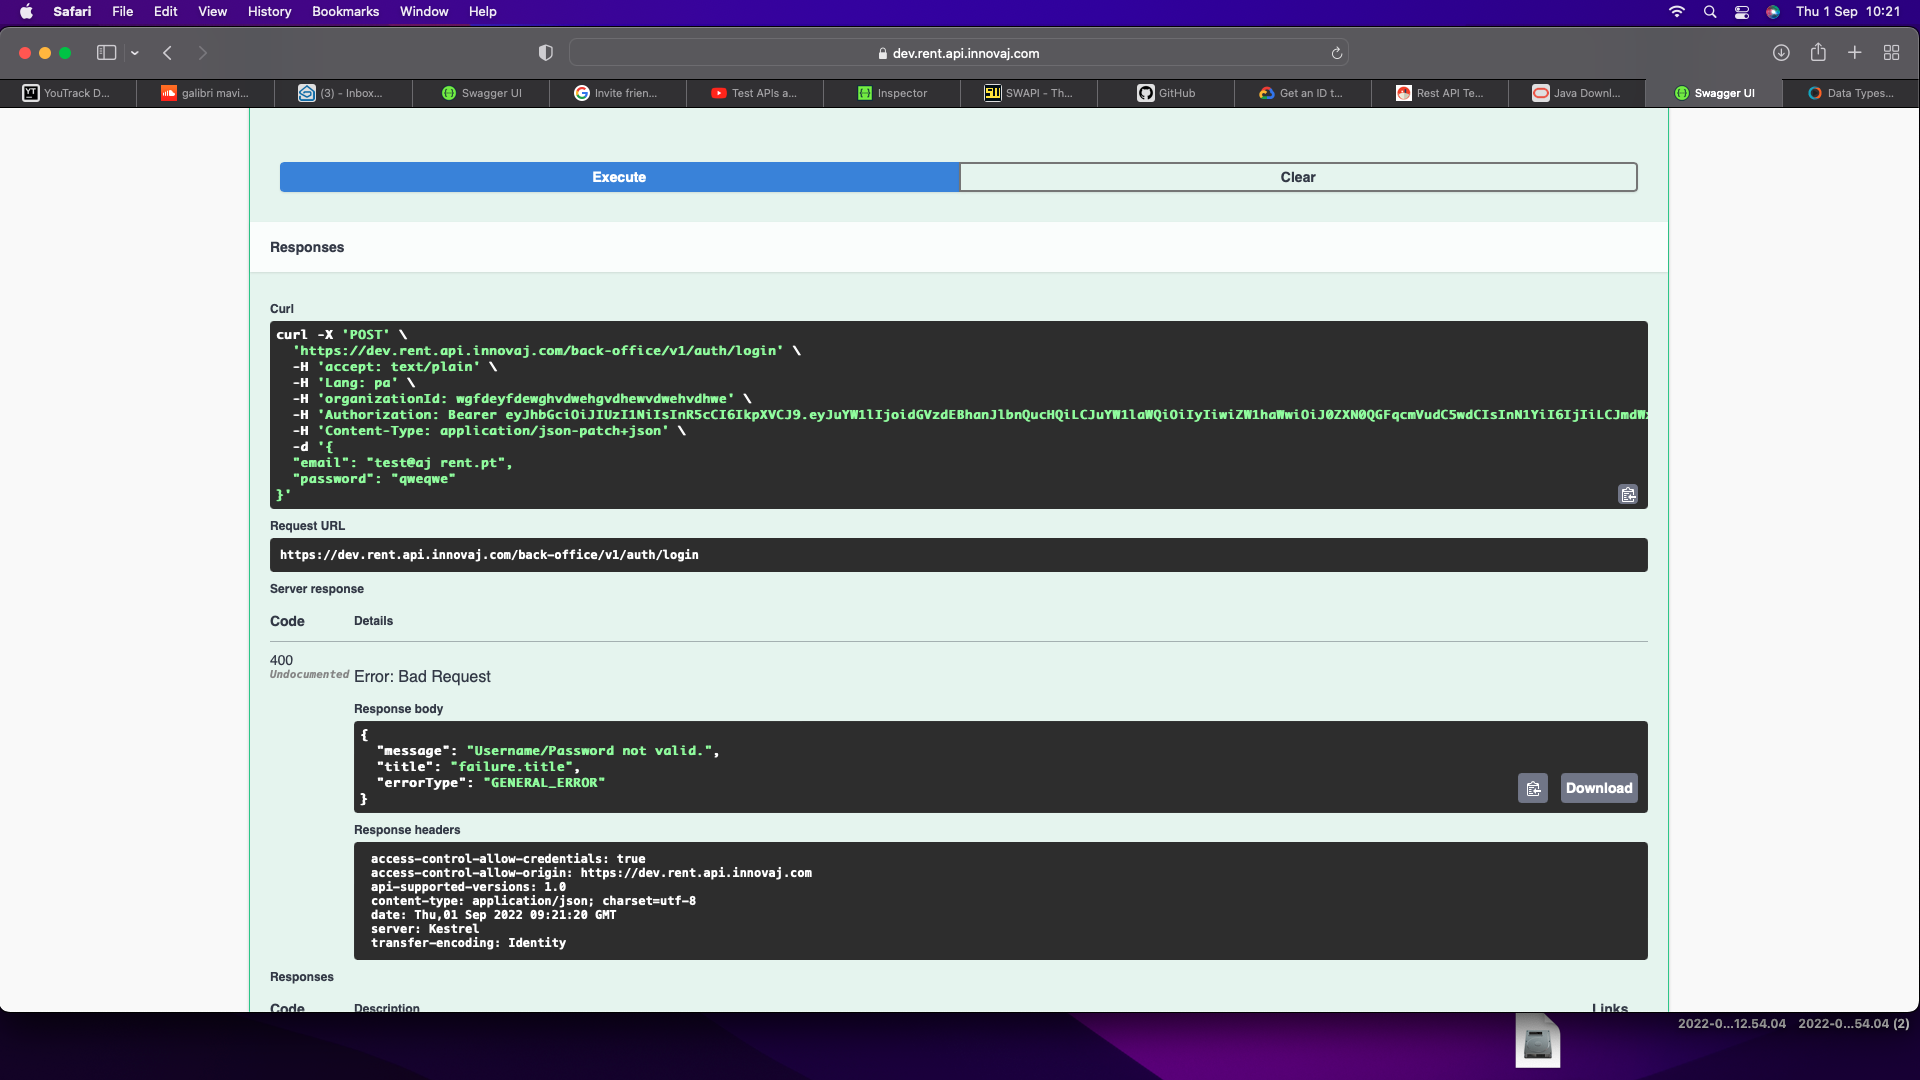 Safari File Edit View History Bookmarks Window Help Thu 1 Sep 10:21
dev.rent.api.innovaj.com
YouTrack D... galibri mavi... (3) - Inbox... Swagger UI Invite frien... Test APIs a... Inspector SWAPI - Th... GitHub Get an ID t... Rest API Te... Java Downl... Swagger UI Data Types...
Execute Clear
Responses
Curl
curl -X 'POST' \
'https://dev.rent.api.innovaj.com/back-office/v1/auth/login' \
-H 'accept: text/plain' \
-H 'Lang: pa' \
-H 'organizationId: wgfdeyfdewghvdwehgvdhewvdwehvdhwe' \
-H 'Authorization: Bearer
-H 'Content-Type: application/json-patch+json' \
-d '{
"email": "test@aj rent.pt",
"password": "qweqwe"
}'
Request URL
https://dev.rent.api.innovaj.com/back-office/v1/auth/login
Server response
Code Details
400
Undocumented Error: Bad Request
Response body
{
"message": "Username/Password not valid.",
"title": "failure.title",
"errorType": "GENERAL_ERROR"
}
Download
Response headers
access-control-allow-credentials: true
access-control-allow-origin: https://dev.rent.api.innovaj.com
api-supported-versions: 1.0
content-type: application/json; charset=utf-8
date: Thu,01 Sep 2022 09:21:20 GMT
server: Kestrel
transfer-encoding: Identity
Responses
Code Description Links
2022-0...12.54.04 2022-0...54.04 (2)